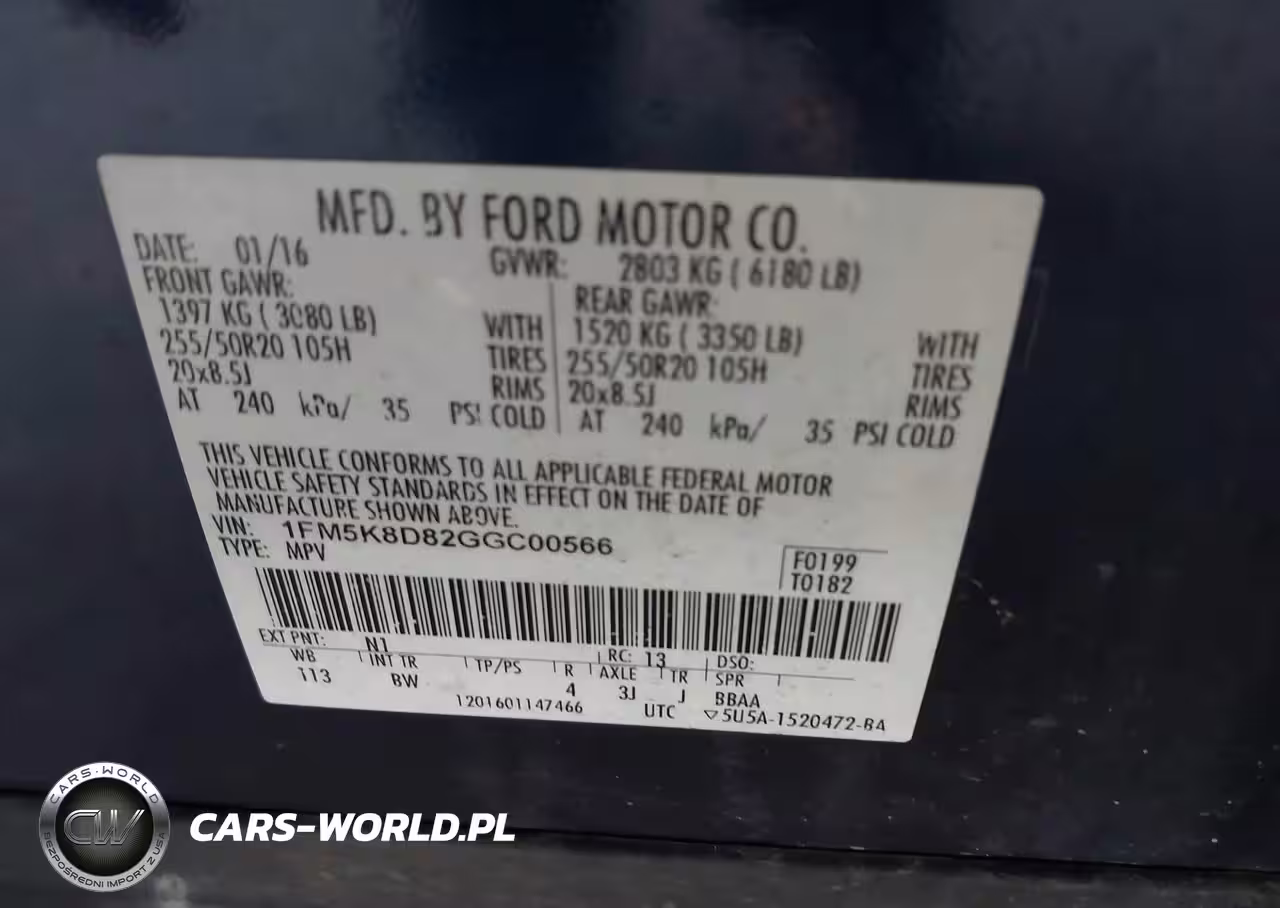 MFD. BY FORD MOTOR CO.
DATE: 01/16 GVWR: 2803 KG ( 6180 LB)
FRONT GAWR: REAR GAWR:
1397 KG ( 3080 LB) WITH 1520 KG ( 3350 LB) WITH
255/50R20 105H TIRES 255/50R20 105H TIRES
20x8.5J RIMS 20x8.5J RIMS
AT 240 kPa/ 35 PSI COLD AT 240 kPa/ 35 PSI COLD
THIS VEHICLE CONFORMS TO ALL APPLICABLE FEDERAL MOTOR
VEHICLE SAFETY STANDARDS IN EFFECT ON THE DATE OF
MANUFACTURE SHOWN ABOVE.
VIN: 1FM5K8D82GGC00566
TYPE: MPV
F0199
T0182
EXT PNT: N1 RC: 13 DSO:
WB INT TR TP/PS R AXLE TR SPR
113 BW 4 3J J BBAA
1201601147466 UTC ▽5U5A-1520472-BA
CARS-WORLD
CW
BEZPOŚREDNI IMPORT Z USA
CARS-WORLD.PL